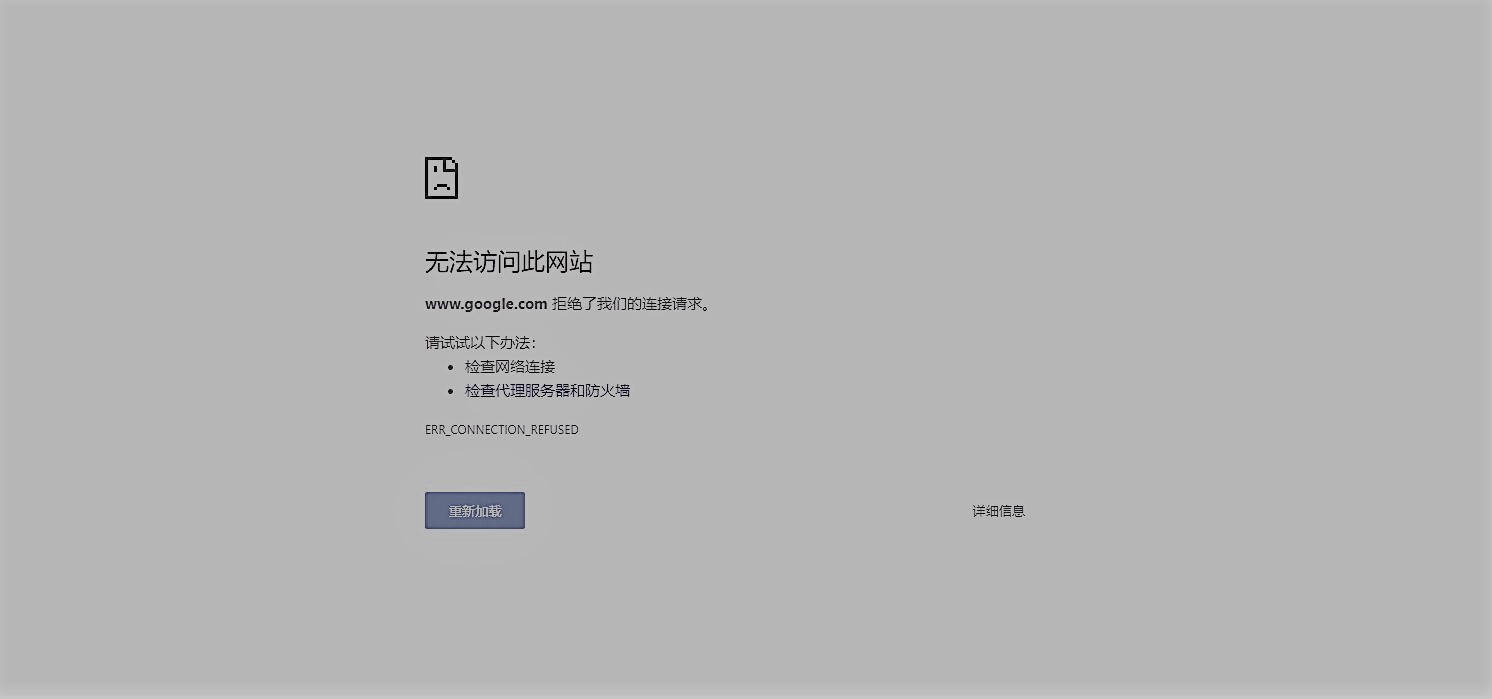 无法访问此网站
www.google.com 拒绝了我们的连接请求。
请试试以下办法：
• 检查网络连接
• 检查代理服务器和防火墙
ERR_CONNECTION_REFUSED
重新加载
详细信息